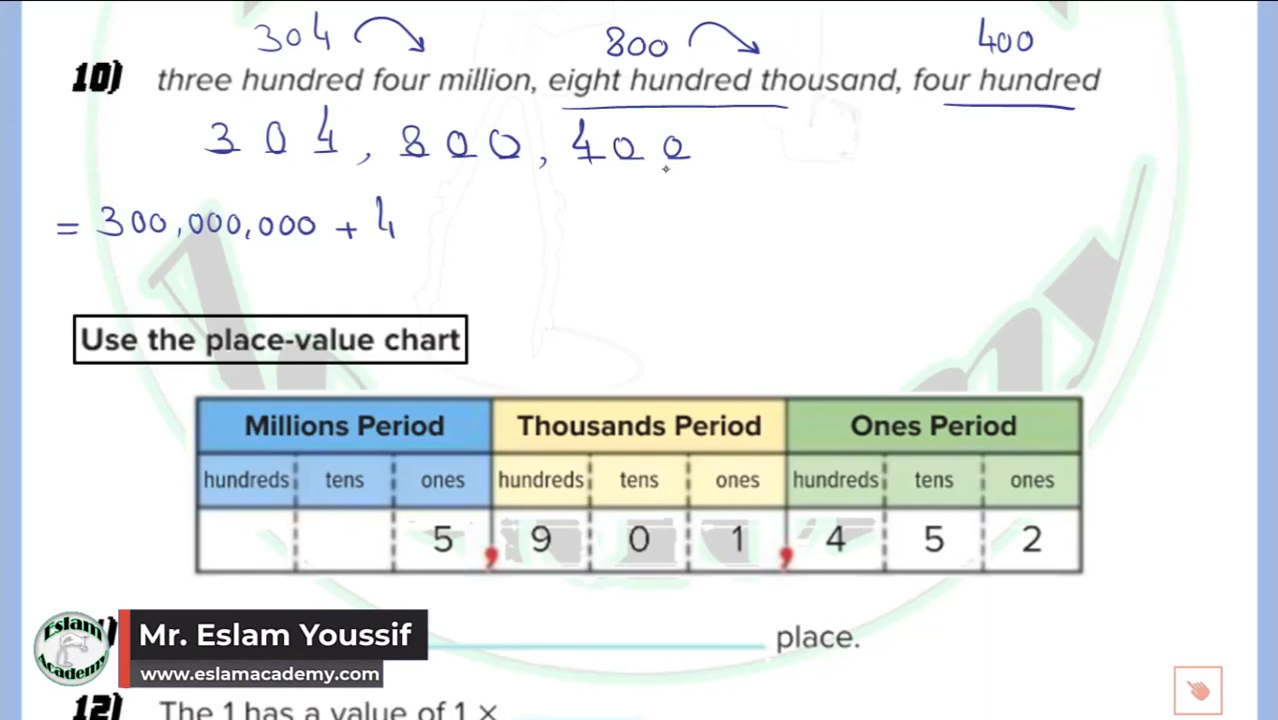 304 800 400
10) three hundred four million, eight hundred thousand, four hundred
304, 800, 400
= 300,000,000 + 4
Use the place-value chart
Millions Period Thousands Period Ones Period
hundreds tens ones hundreds tens ones hundreds tens ones
5, 9 0 1, 4 5 2
place.
Eslam Academy
Mr. Eslam Youssif
www.eslamacademy.com
12) The 1 has a value of 1 ×